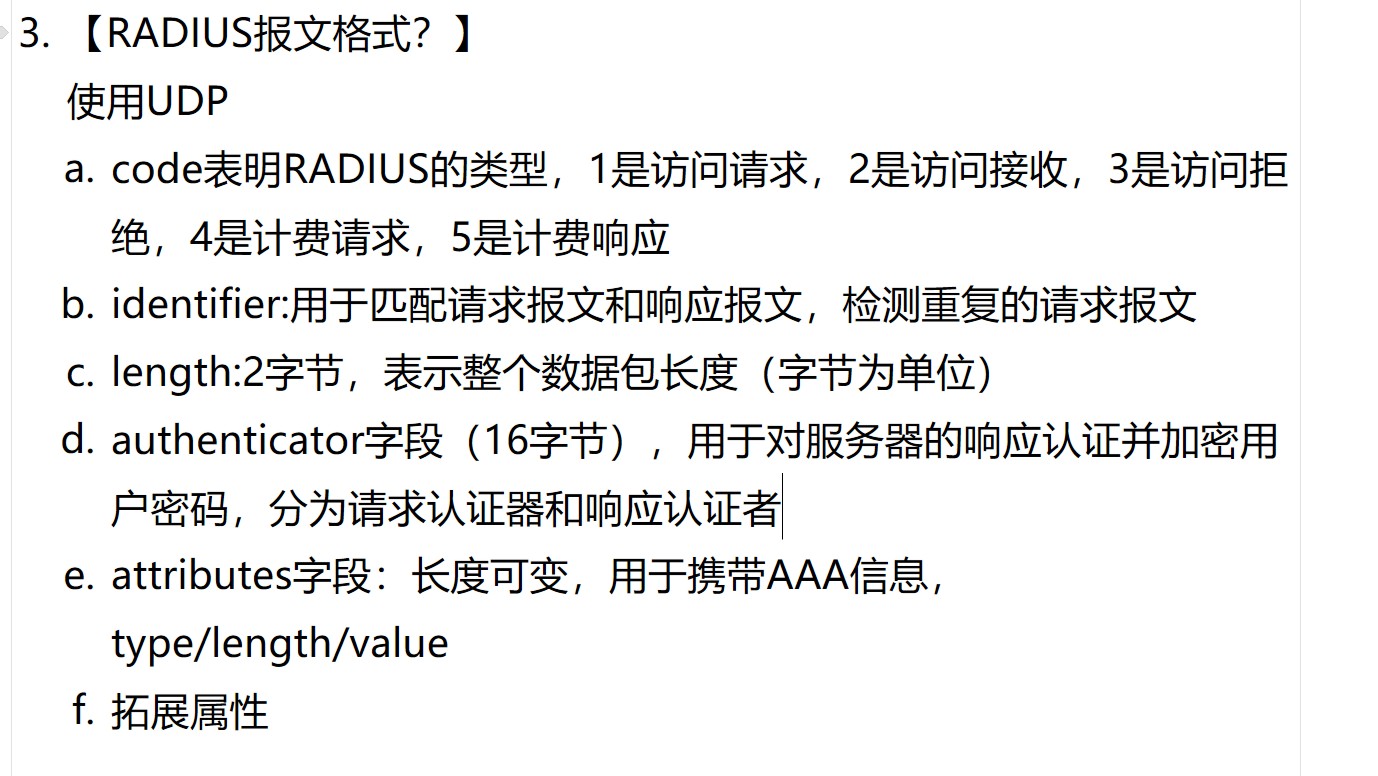 3. 【RADIUS报文格式？】
使用UDP
a. code表明RADIUS的类型，1是访问请求，2是访问接收，3是访问拒
绝，4是计费请求，5是计费响应
b. identifier:用于匹配请求报文和响应报文，检测重复的请求报文
c. length:2字节，表示整个数据包长度（字节为单位）
d. authenticator字段（16字节），用于对服务器的响应认证并加密用
户密码，分为请求认证器和响应认证者
e. attributes字段：长度可变，用于携带AAA信息，
type/length/value
f. 拓展属性